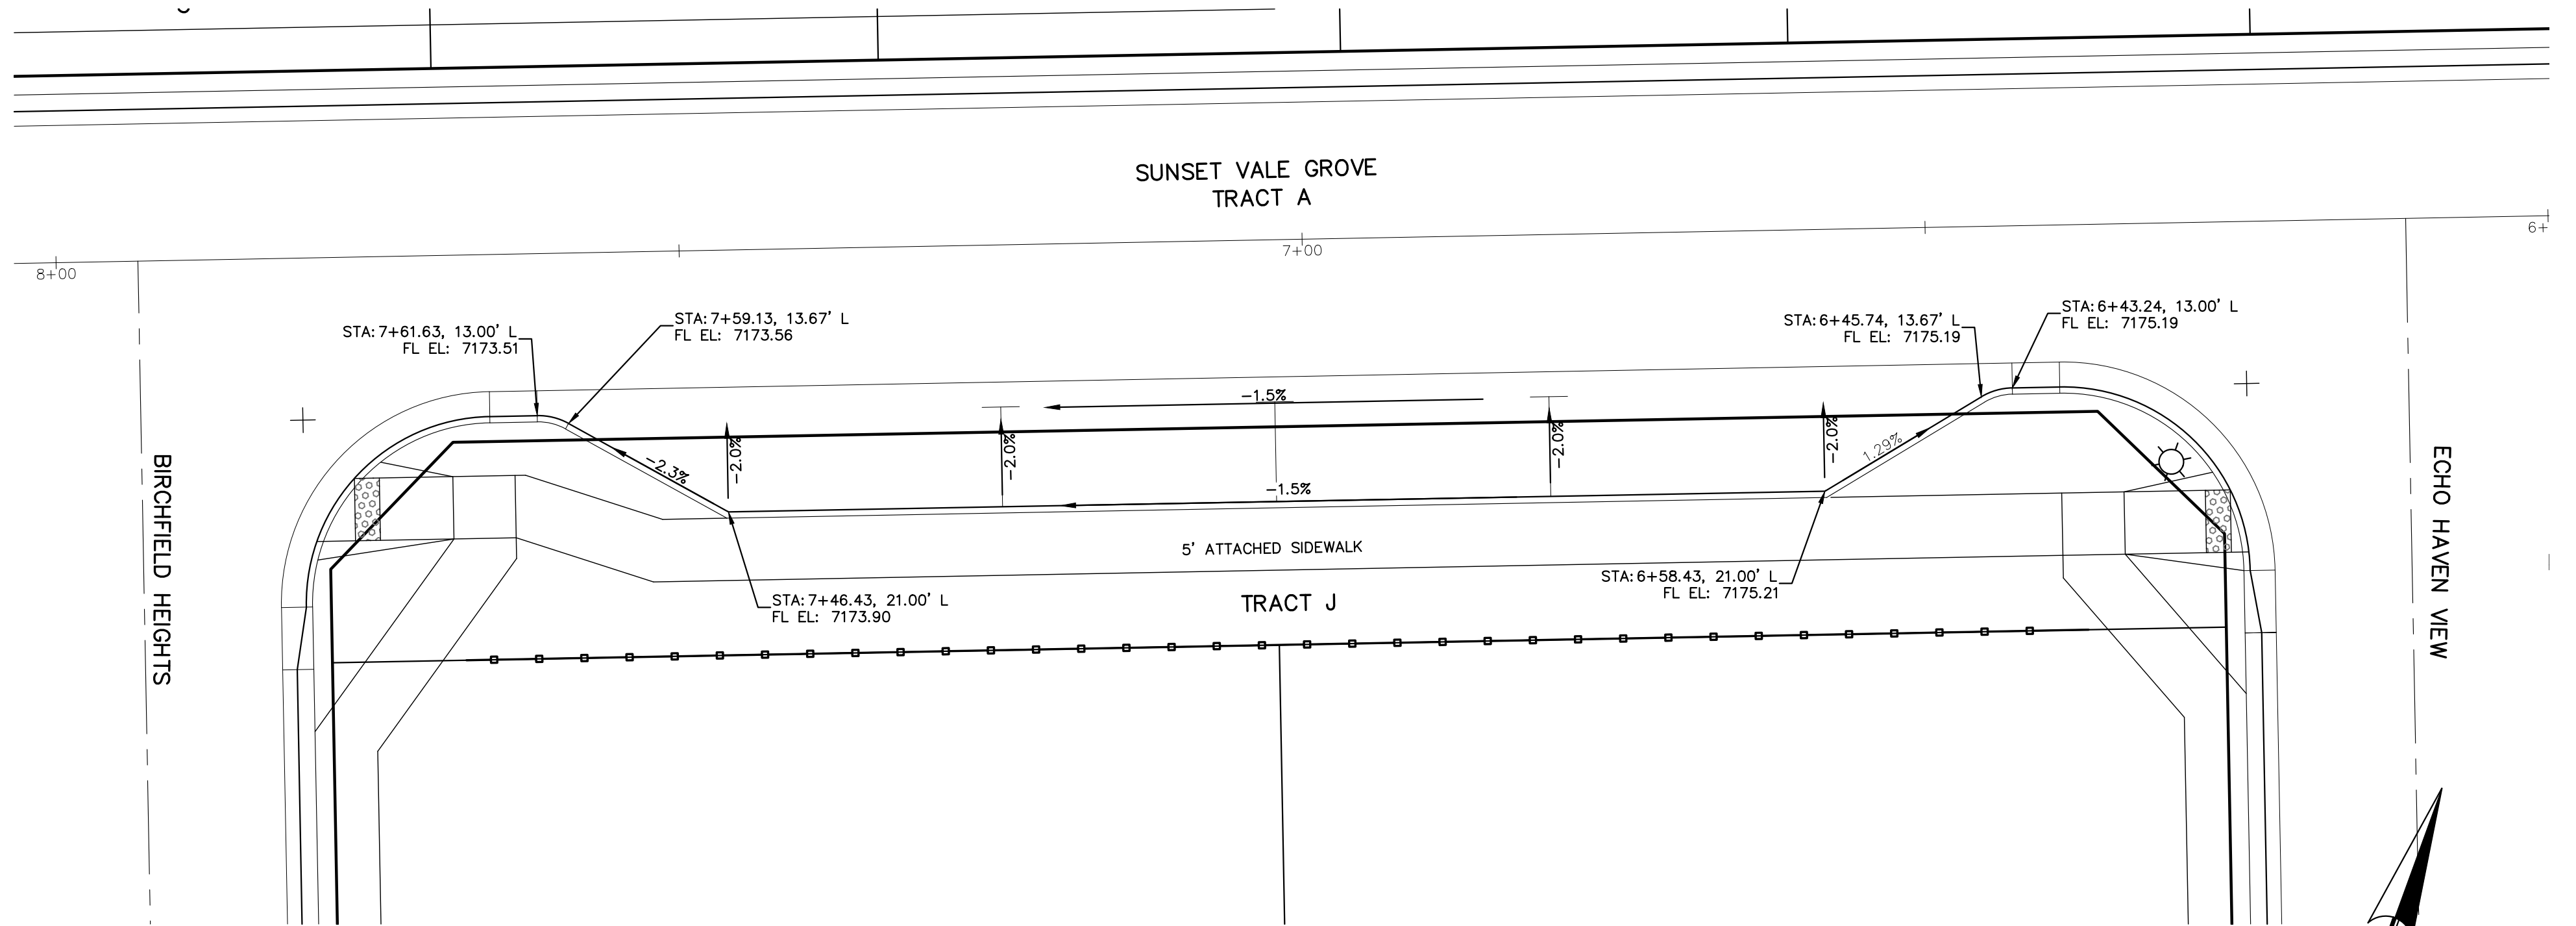 SUNSET VALE GROVE
TRACT A
8+00
7+00
6+
STA: 7+61.63, 13.00' L
FL EL: 7173.51
STA: 7+59.13, 13.67' L
FL EL: 7173.56
STA: 6+45.74, 13.67' L
FL EL: 7175.19
STA: 6+43.24, 13.00' L
FL EL: 7175.19
-1.5%
-2.3%
-2.0%
-2.0%
-2.0%
-2.0%
1.29%
-1.5%
5' ATTACHED SIDEWALK
STA: 7+46.43, 21.00' L
FL EL: 7173.90
TRACT J
STA: 6+58.43, 21.00' L
FL EL: 7175.21
BIRCHFIELD HEIGHTS
ECHO HAVEN VIEW